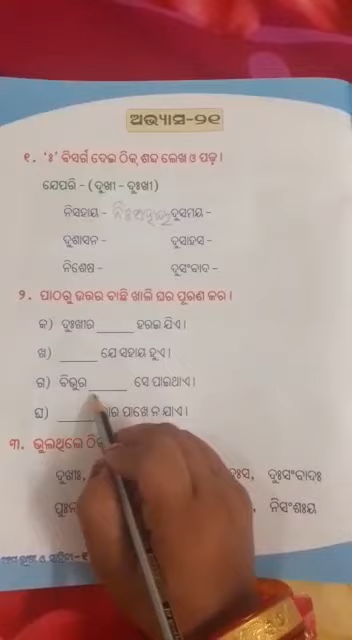 ଅଭ୍ୟାସ-୨୧
୧. 'ଃ' ବିସର୍ଗ ଦେଇ ଠିକ୍ ଶବ୍ଦ ଲେଖ ଓ ପଢ଼।
ଯେପରି - (ଦୁଖୀ - ଦୁଃଖୀ)
ନିସହାୟ - ଦୁସମୟ -
ଦୁଶାସନ - ଦୁସାହସ -
ନିଶେଷ - ଦୁସଂବାଦ -
୨. ପାଠରୁ ଉତ୍ତର ବାଛି ଖାଲି ଘର ପୂରଣ କର।
କ) ଦୁଃଖୀର ______ ହରଇ ଯିଏ।
ଖ) ______ ଯେ ସହାୟ ହୁଏ।
ଗ) ବିଭୁର ______ ସେ ପାଇଥାଏ।
ଘ) ______ ପାଖେ ନ ଯାଏ।
୩. ଭୁଲଥିଲେ
ଦୁଖୀଃ, ଦୁଃସଂବାଦଃ
ନିସଂଶଃୟ